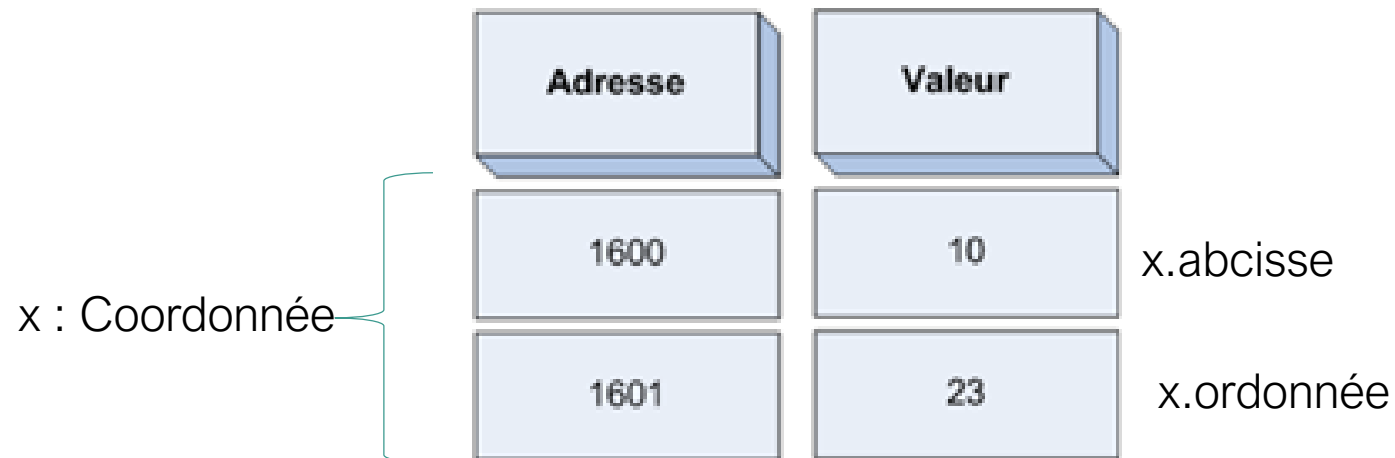 Adresse Valeur
1600 10 x.abcisse
x : Coordonnée
1601 23 x.ordonnée